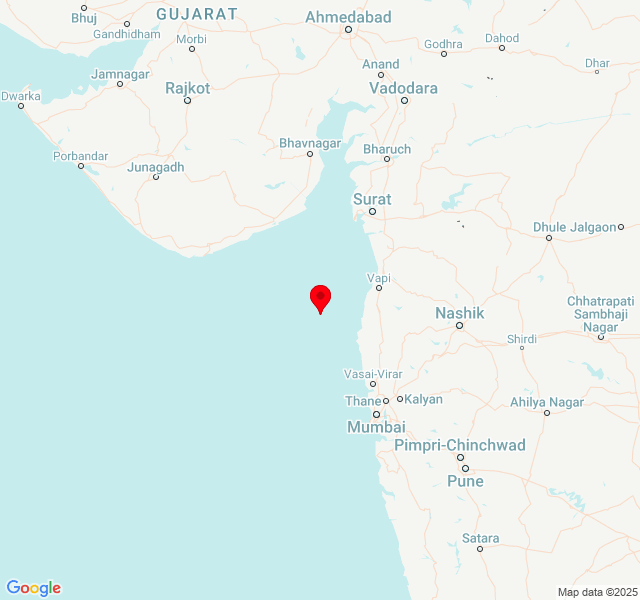 GUJARAT
Ahmedabad
Bhuj
Gandhidham
Morbi
Godhra
Dahod
Dhar
Anand
Jamnagar
Rajkot
Vadodara
Dwarka
Bhavnagar
Bharuch
Porbandar
Junagadh
Surat
Dhule
Jalgaon
Vapi
Nashik
Chhatrapati
Sambhaji
Nagar
Shirdi
Vasai-Virar
Thane
Kalyan
Ahilya Nagar
Mumbai
Pimpri-Chinchwad
Pune
Satara
Google
Map data ©2025